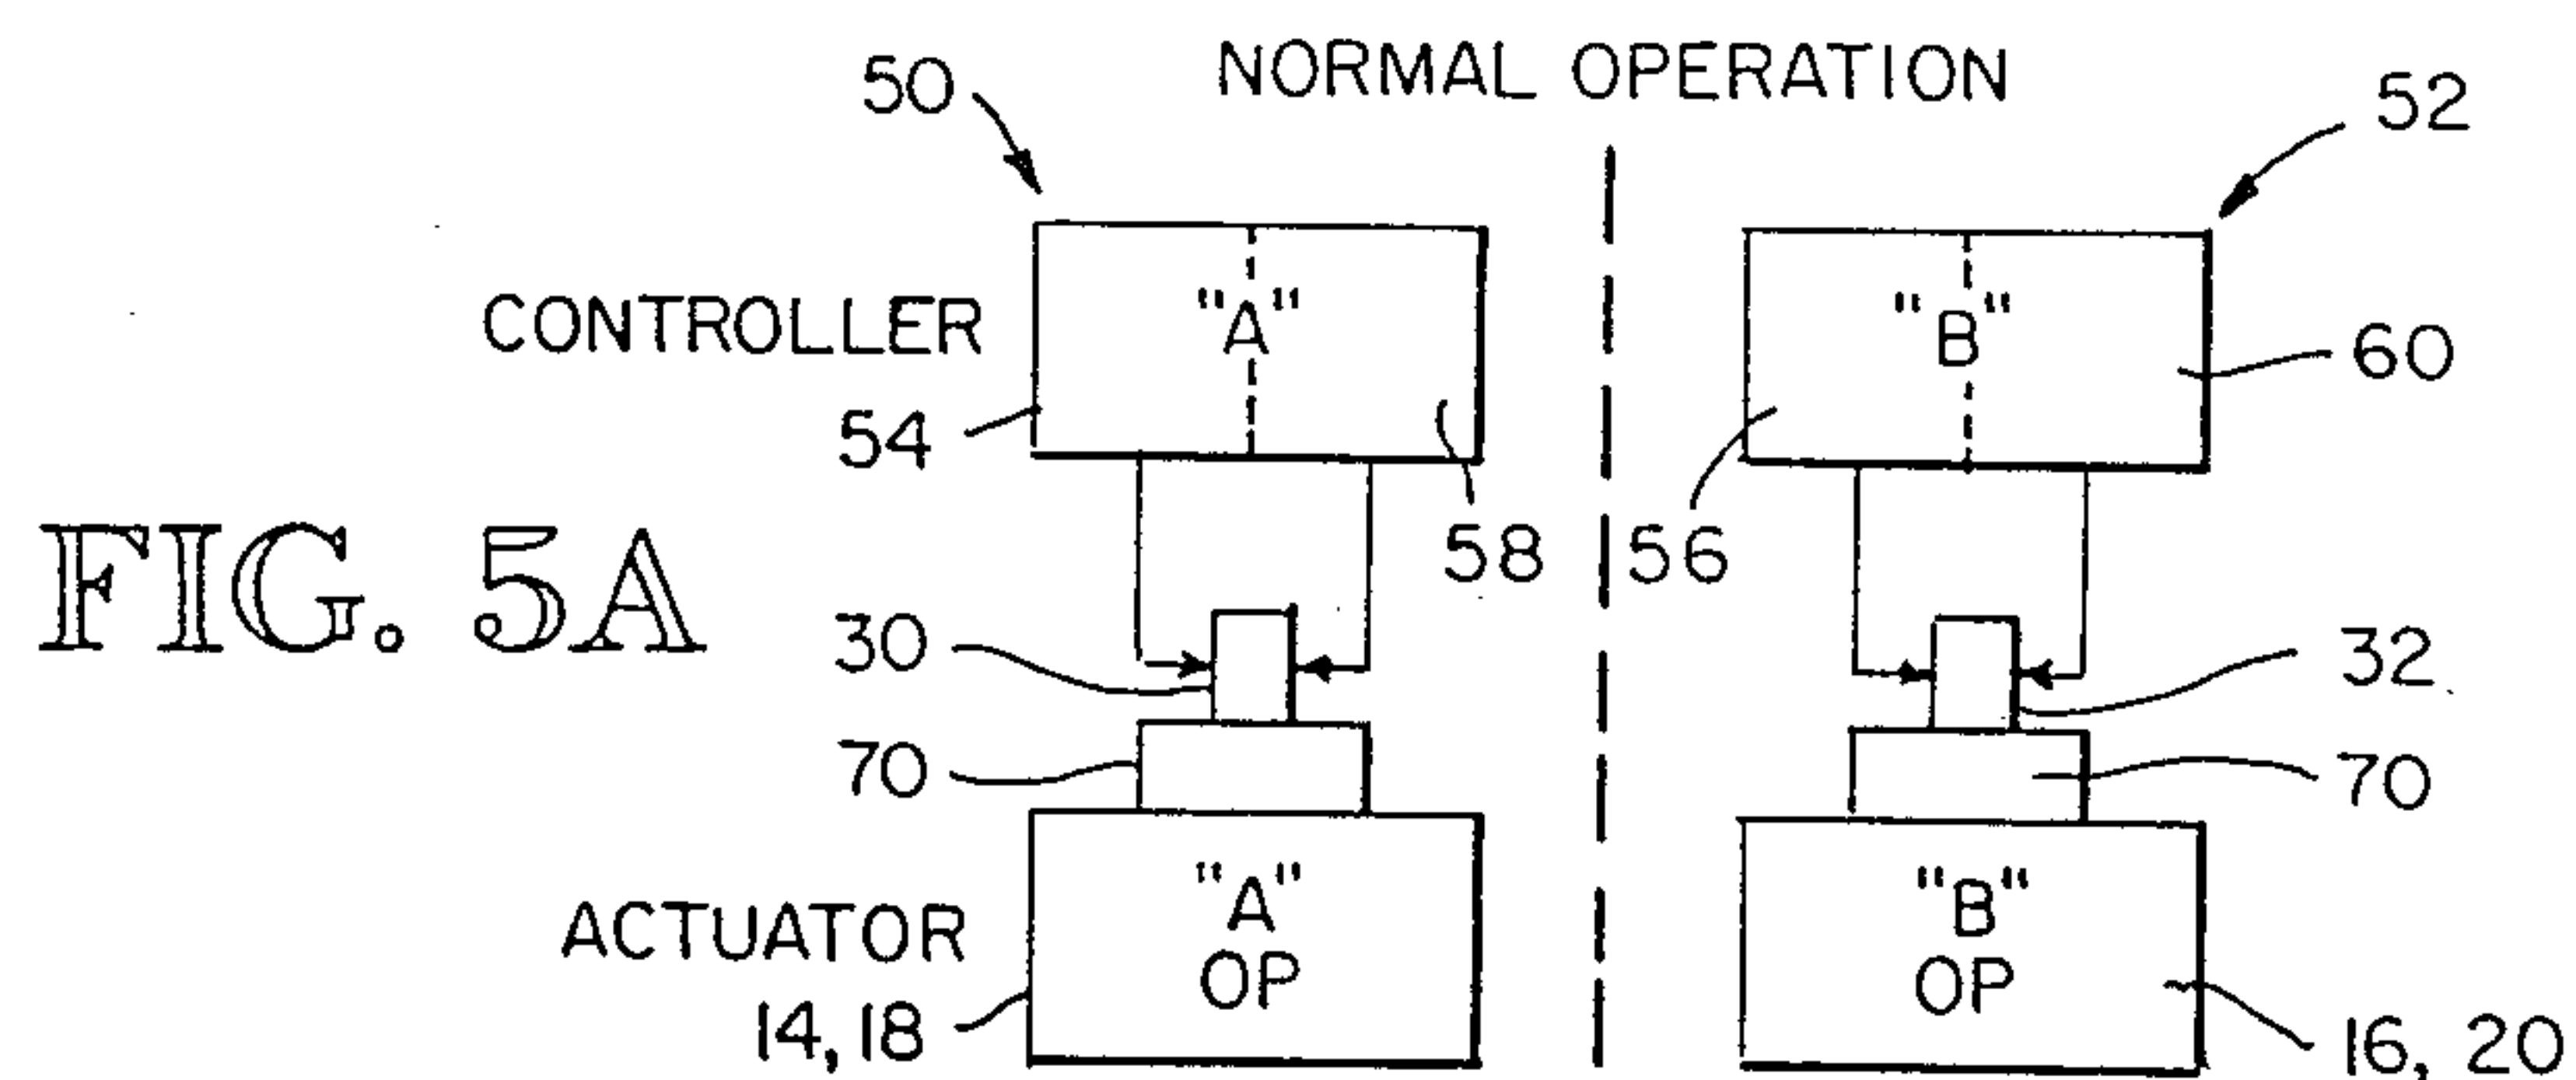 NORMAL OPERATION
50
52
CONTROLLER
"A"
"B"
54
58
56
60
FIG. 5A
30
32
70
70
ACTUATOR
14, 18
"A"
OP
"B"
OP
16, 20